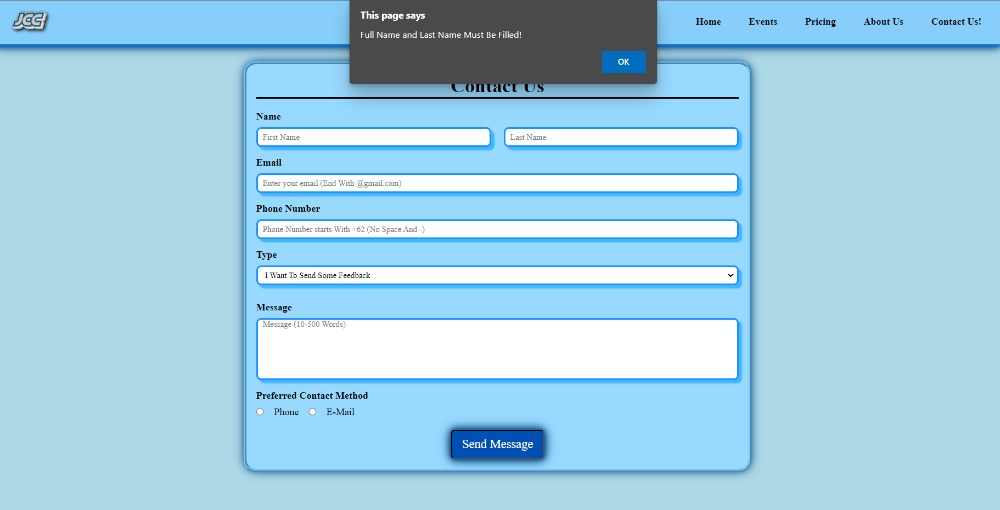 JCC
Home Events Pricing About Us Contact Us!
This page says
Full Name and Last Name Must Be Filled!
OK
Contact Us
Name
First Name Last Name
Email
Enter your email (End With @gmail.com)
Phone Number
Phone Number starts With +62 (No Space And -)
Type
I Want To Send Some Feedback
Message
Message (10-500 Words)
Preferred Contact Method
Phone E-Mail
Send Message